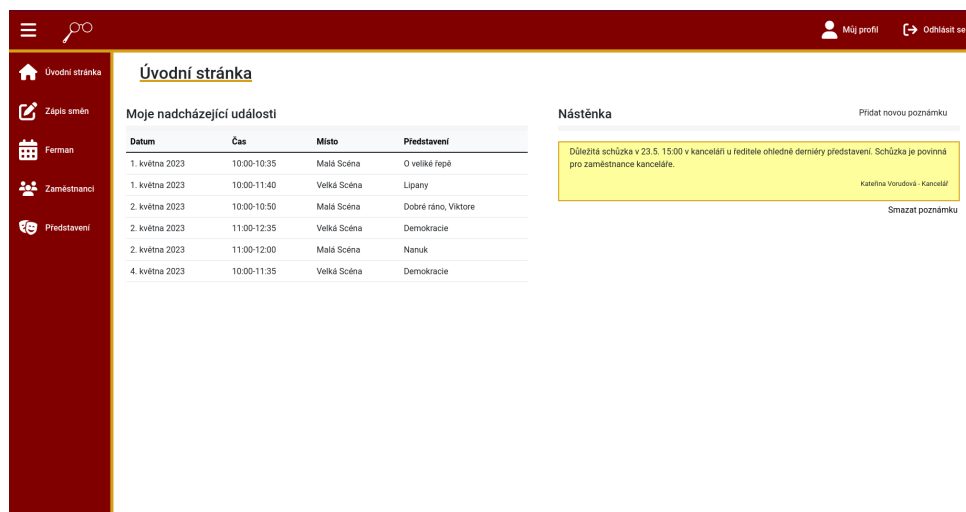 Můj profil
Odhlásit se
Úvodní stránka
Zápis směn
Ferman
Zaměstnanci
Představení
Úvodní stránka
Moje nadcházející události
Datum Čas Místo Představení
1. května 2023 10:00-10:35 Malá Scéna O veliké řepě
1. května 2023 10:00-11:40 Velká Scéna Lipany
2. května 2023 10:00-10:50 Malá Scéna Dobré ráno, Viktore
2. května 2023 11:00-12:35 Velká Scéna Demokracie
2. května 2023 11:00-12:00 Malá Scéna Nanuk
4. května 2023 10:00-11:35 Velká Scéna Demokracie
Nástěnka
Přidat novou poznámku
Důležitá schůzka v 23.5. 15:00 v kanceláři u ředitele ohledně derniéry představení. Schůzka je povinná
pro zaměstnance kanceláře.
Kateřina Vorudová - Kancelář
Smazat poznámku